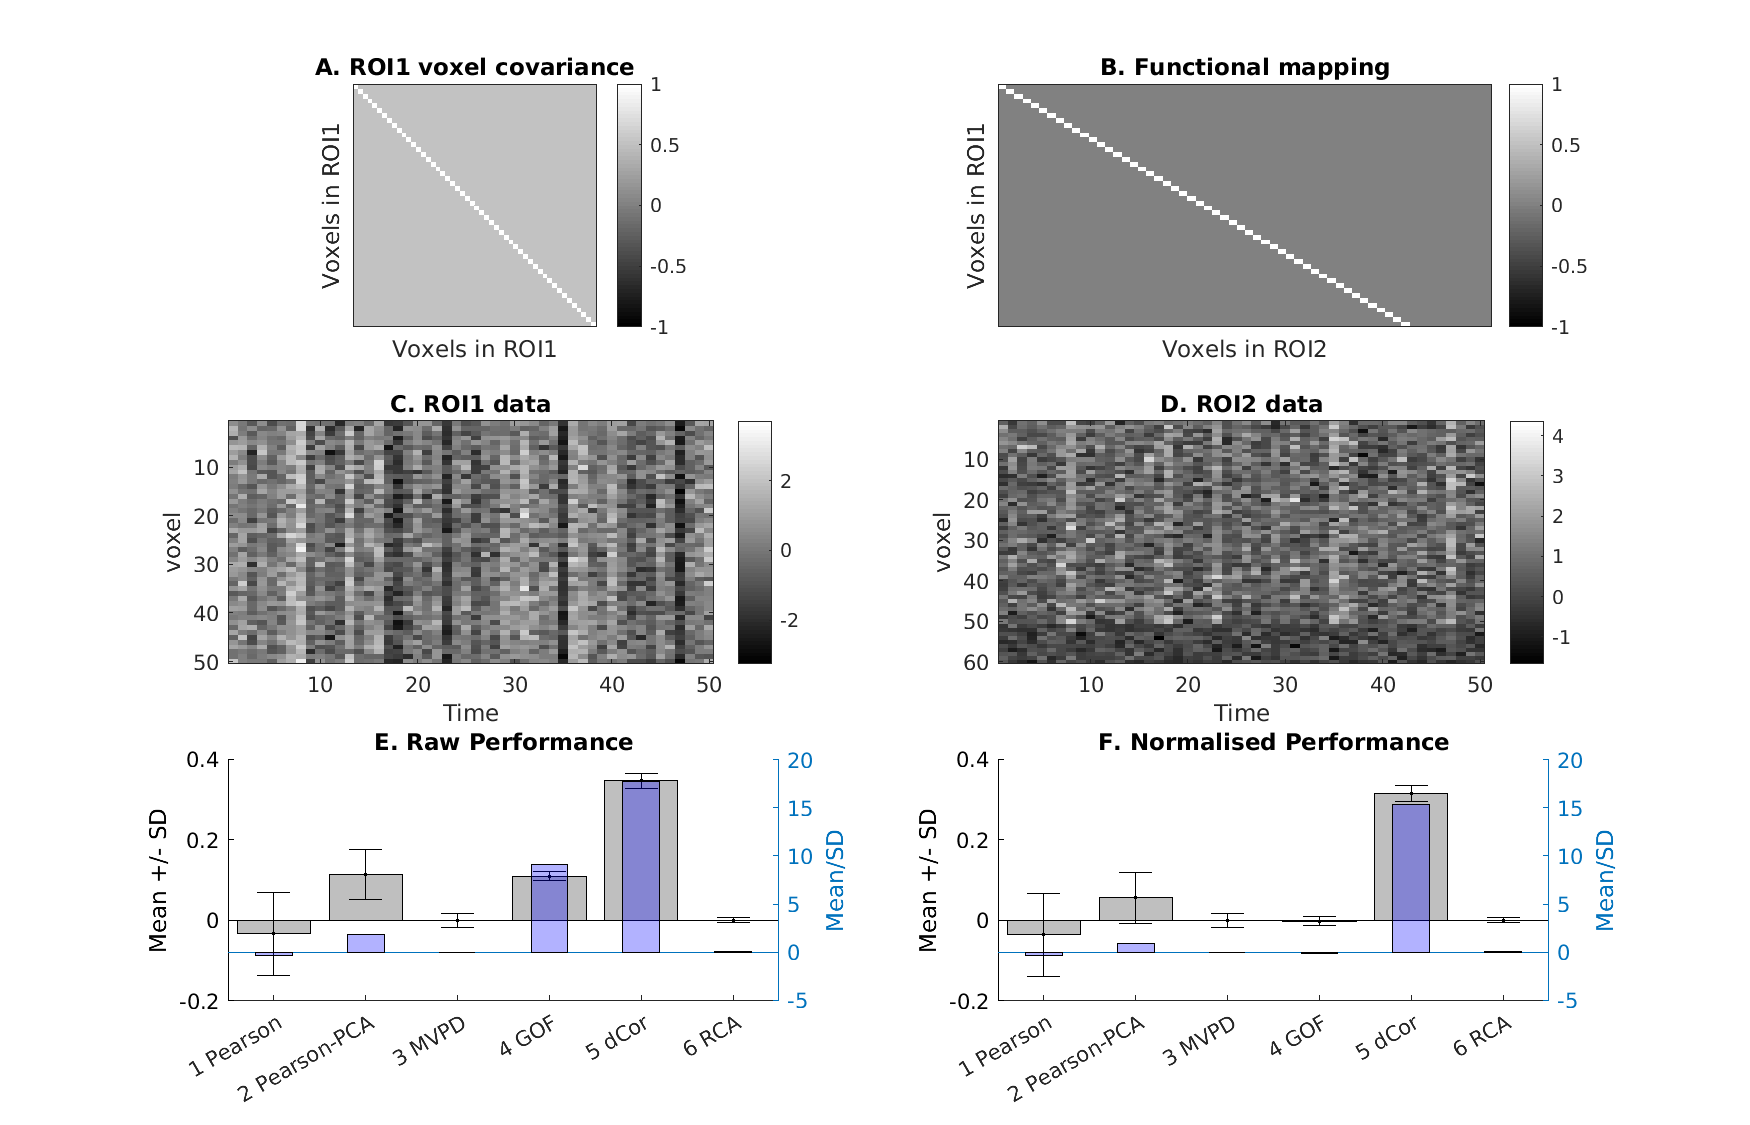 A. ROI1 voxel covariance
Voxels in ROI1
Voxels in ROI1
1
0.5
0
-0.5
-1
B. Functional mapping
Voxels in ROI1
Voxels in ROI2
1
0.5
0
-0.5
-1
C. ROI1 data
voxel
10
20
30
40
50
10 20 30 40 50
Time
2
0
-2
D. ROI2 data
voxel
10
20
30
40
50
60
10 20 30 40 50
Time
4
3
2
1
0
-1
E. Raw Performance
Mean +/- SD
0.4
0.2
0
-0.2
20
15
10
5
0
-5
Mean/SD
1 Pearson
2 Pearson-PCA
3 MVPD
4 GOF
5 dCor
6 RCA
F. Normalised Performance
Mean +/- SD
0.4
0.2
0
-0.2
20
15
10
5
0
-5
Mean/SD
1 Pearson
2 Pearson-PCA
3 MVPD
4 GOF
5 dCor
6 RCA